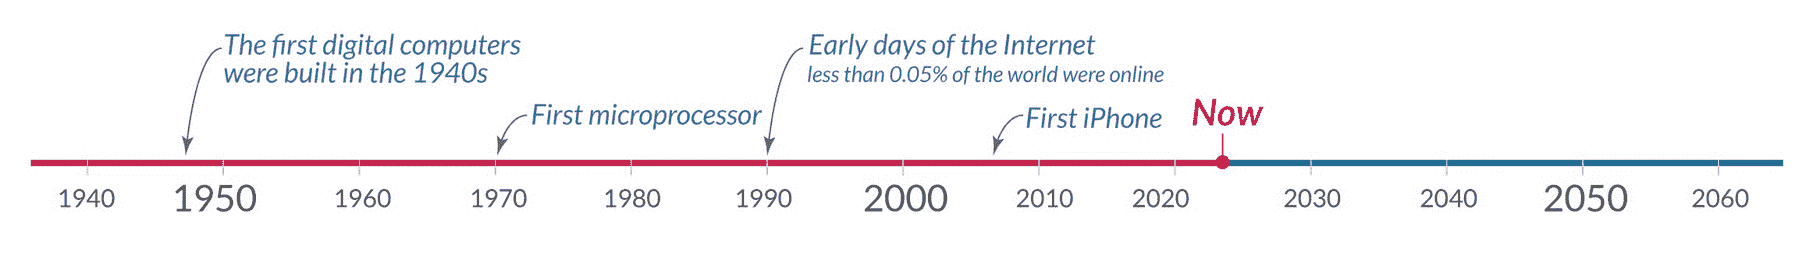 The first digital computers
were built in the 1940s
Early days of the Internet
less than 0.05% of the world were online
First microprocessor
First iPhone
Now
1940
1950
1960
1970
1980
1990
2000
2010
2020
2030
2040
2050
2060